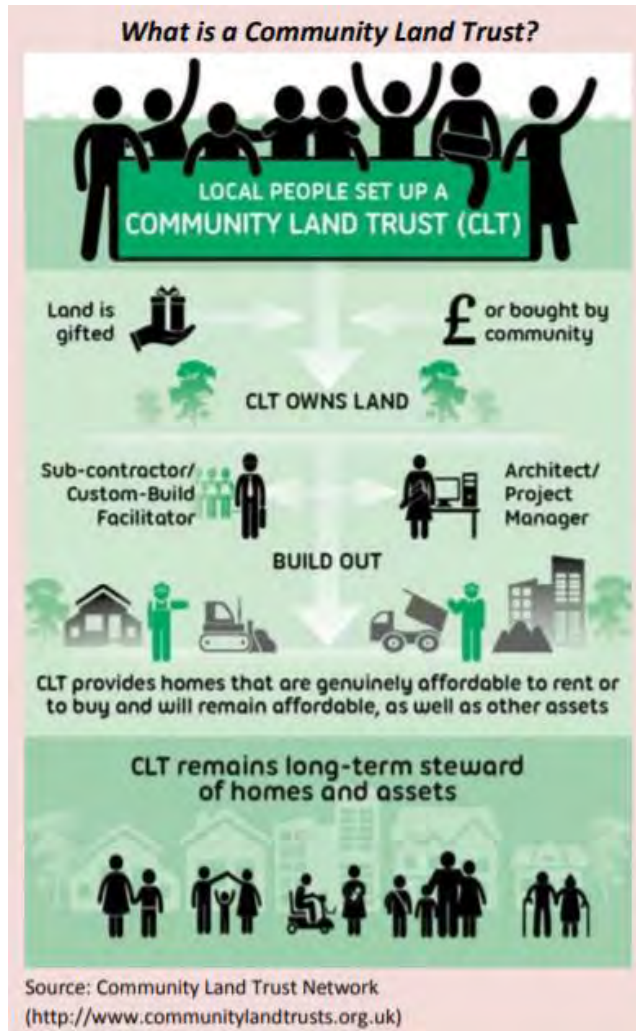 What is a Community Land Trust?
LOCAL PEOPLE SET UP A
COMMUNITY LAND TRUST (CLT)
Land is
gifted
£ or bought by
community
CLT OWNS LAND
Sub-contractor/
Custom-Build
Facilitator
Architect/
Project
Manager
BUILD OUT
CLT provides homes that are genuinely affordable to rent or
to buy and will remain affordable, as well as other assets
CLT remains long-term steward
of homes and assets
Source: Community Land Trust Network
(http://www.communitylandtrusts.org.uk)